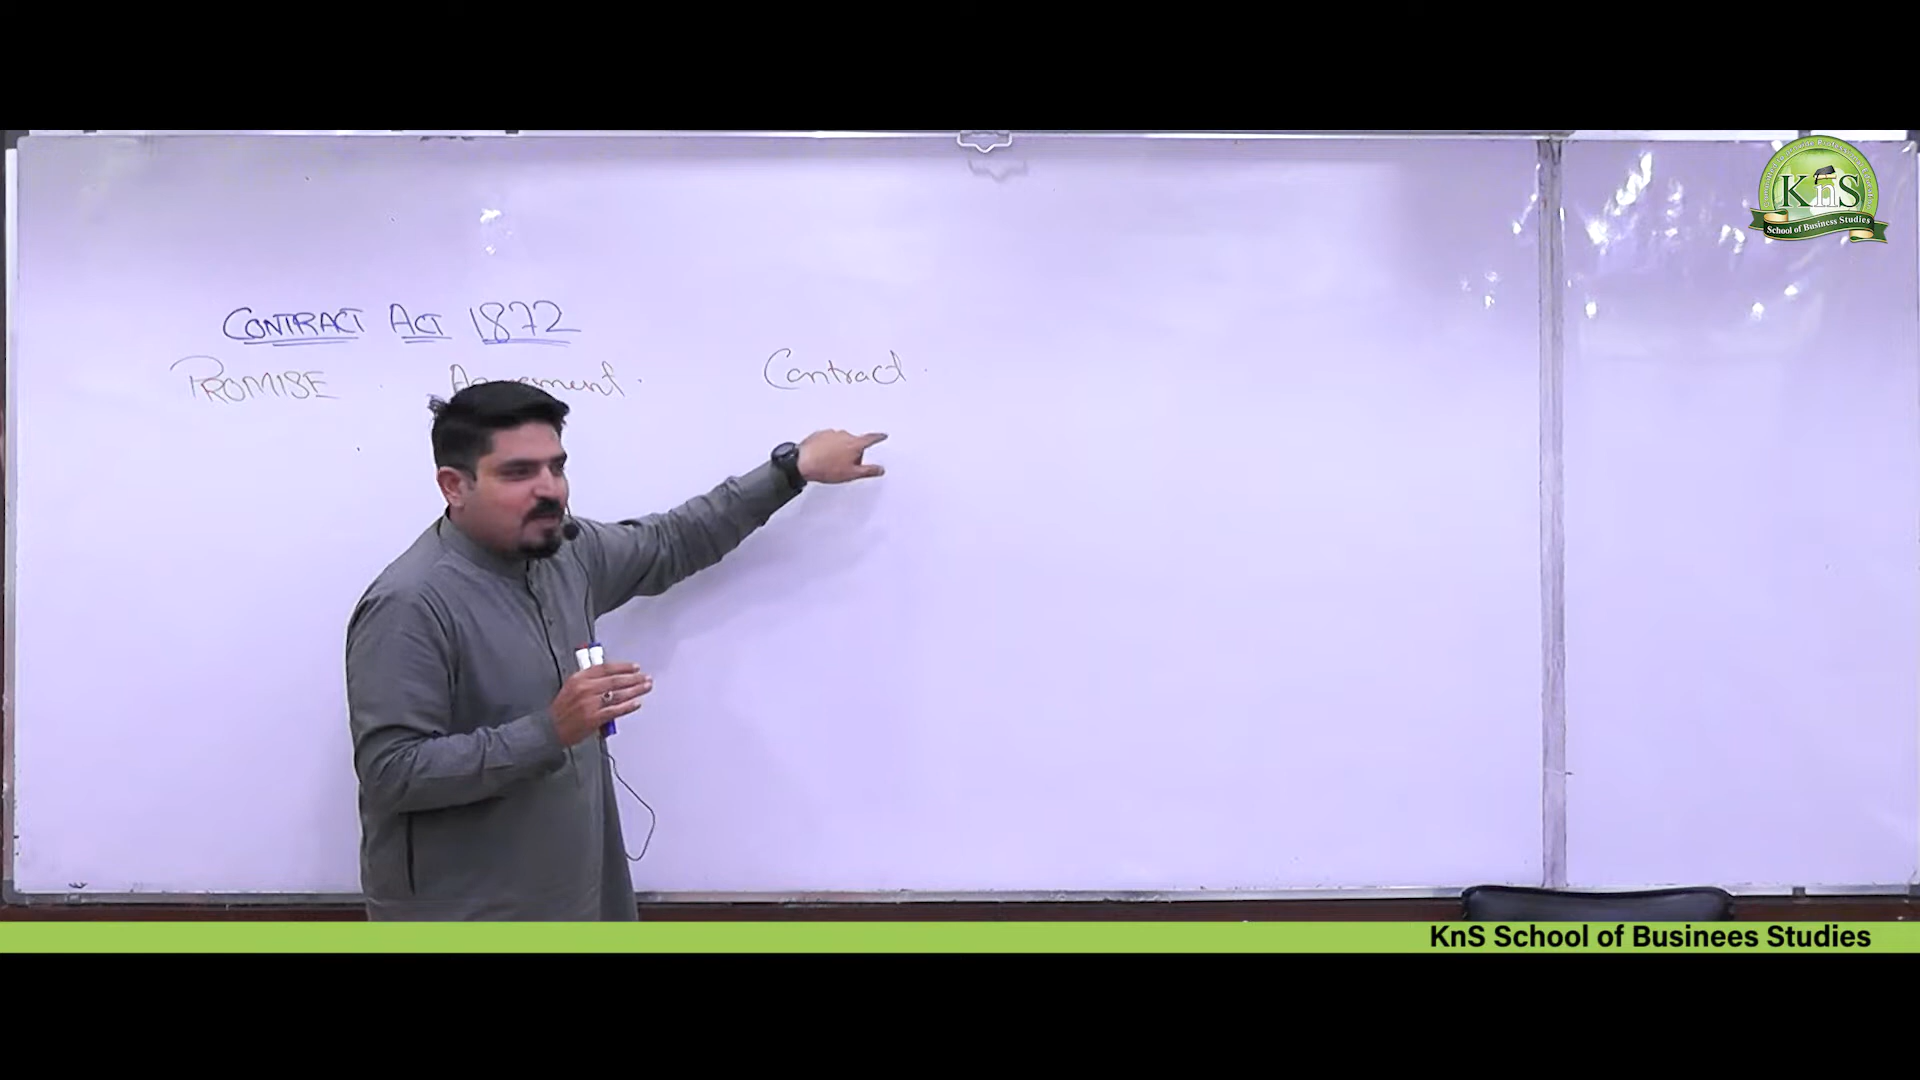 CONTRACT ACT 1872
PROMISE Agreement. Contract.
KnS
School of Business Studies
KnS School of Businees Studies